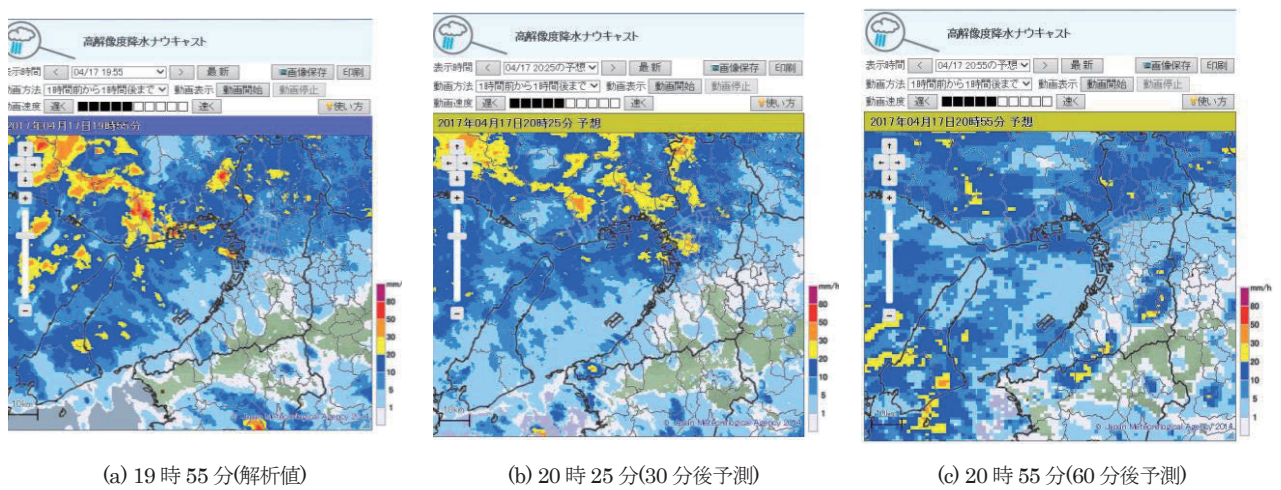 高解像度降水ナウキャスト
表示時間 < 04/17 19:55 > 最新 画像保存 印刷
動画方法 1時間前から1時間後まで 動画表示 動画開始 動画停止
動画速度 遅く 速く 使い方
2017年04月17日19時55分
mm/
80
50
30
20
10
5
1
10km
Japan Meteorological Agency 2014
(a) 19時55分(解析値)
高解像度降水ナウキャスト
表示時間 < 04/17 20:25の予想 > 最新 画像保存 印刷
動画方法 1時間前から1時間後まで 動画表示 動画開始 動画停止
動画速度 遅く 速く 使い方
2017年04月17日20時25分 予想
mm/h
80
50
30
20
10
5
1
10km
© Japan Meteorological Agency 2014
(b) 20時25分(30分後予測)
高解像度降水ナウキャスト
表示時間 < 04/17 20:55の予想 > 最新 画像保存 印刷
動画方法 1時間前から1時間後まで 動画表示 動画開始 動画停止
動画速度 遅く 速く 使い方
2017年04月17日20時55分 予想
mm/h
80
50
30
20
10
5
1
10km
© Japan Meteorological Agency 2014
(c) 20時55分(60分後予測)